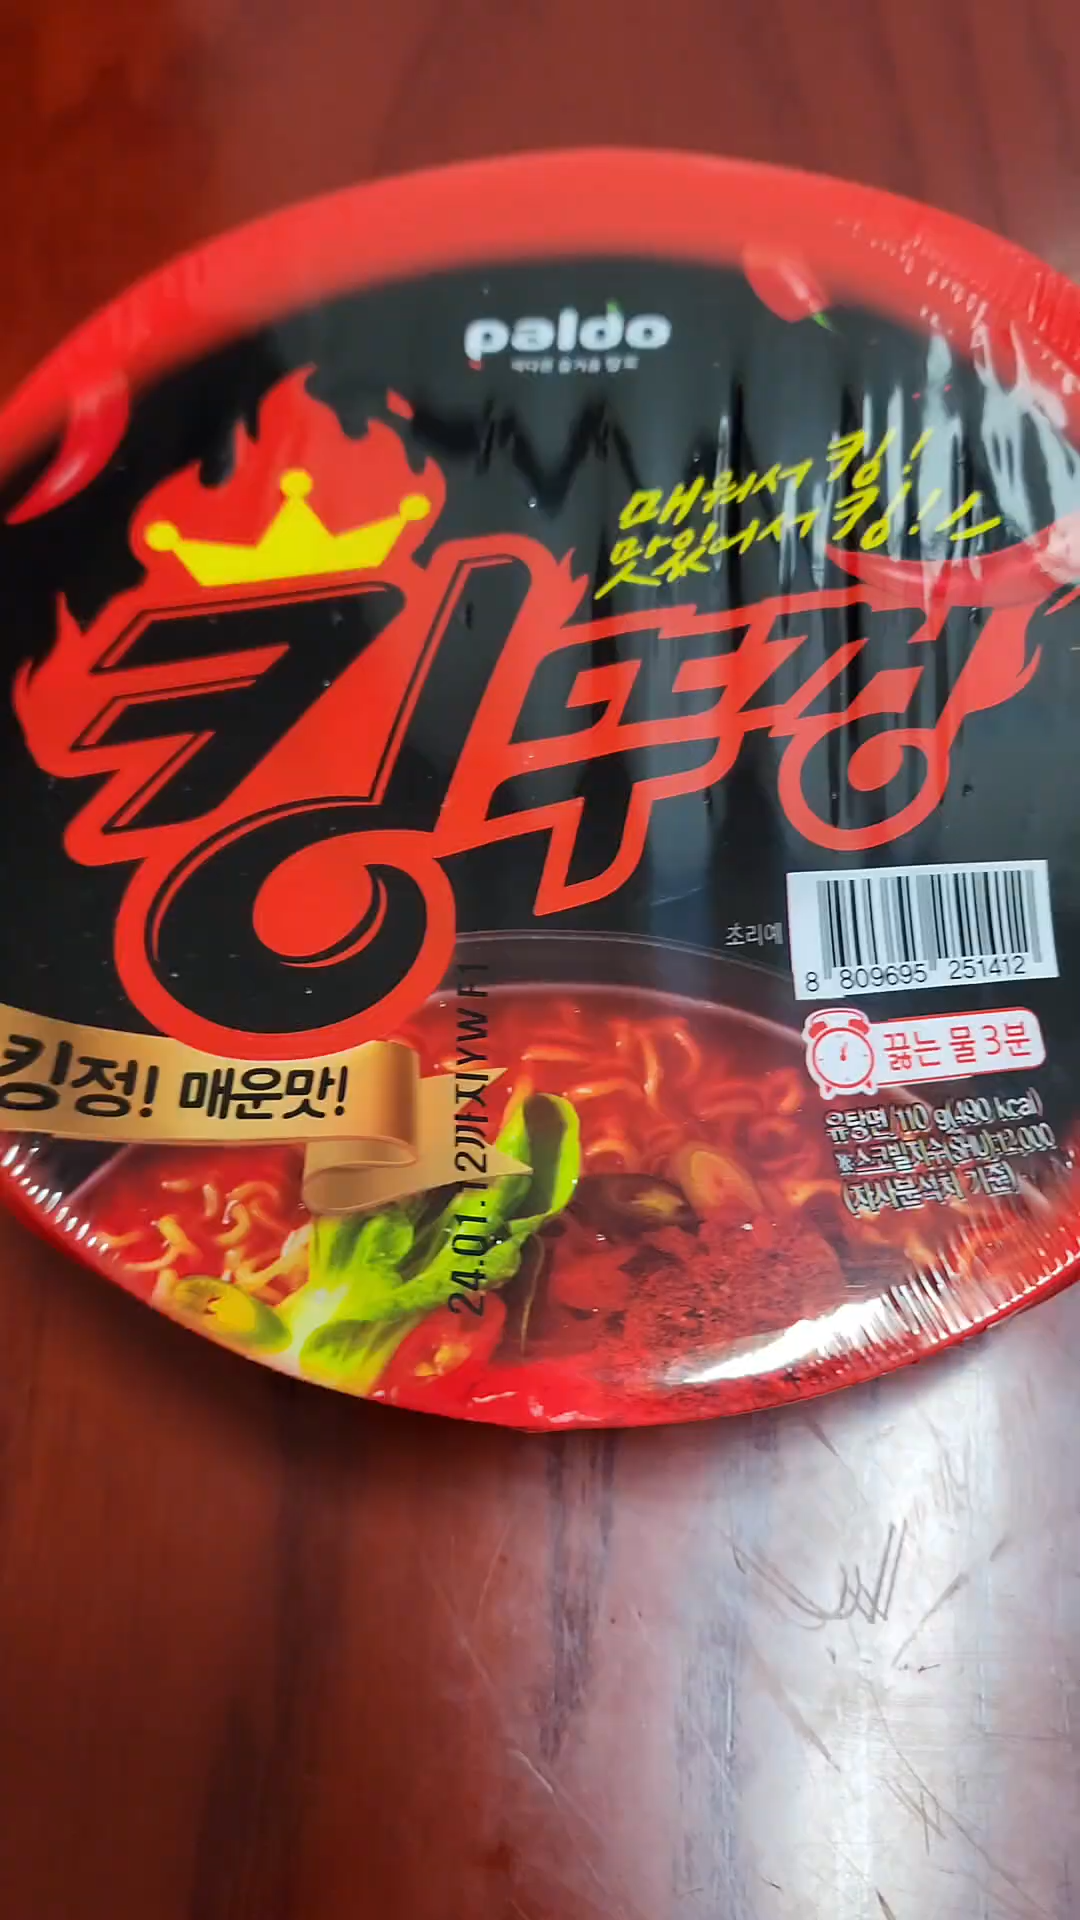 paldo
매워서 킹!
맛있어서 킹!스
킹뚜껑
초리예
8 809695 251412
끓는 물 3분
킹정! 매운맛!
유탕면/110 g(490 kcal)
※스코빌지수(SHU):12,000
(자사분석치 기준)
24.01.12까지YW F1